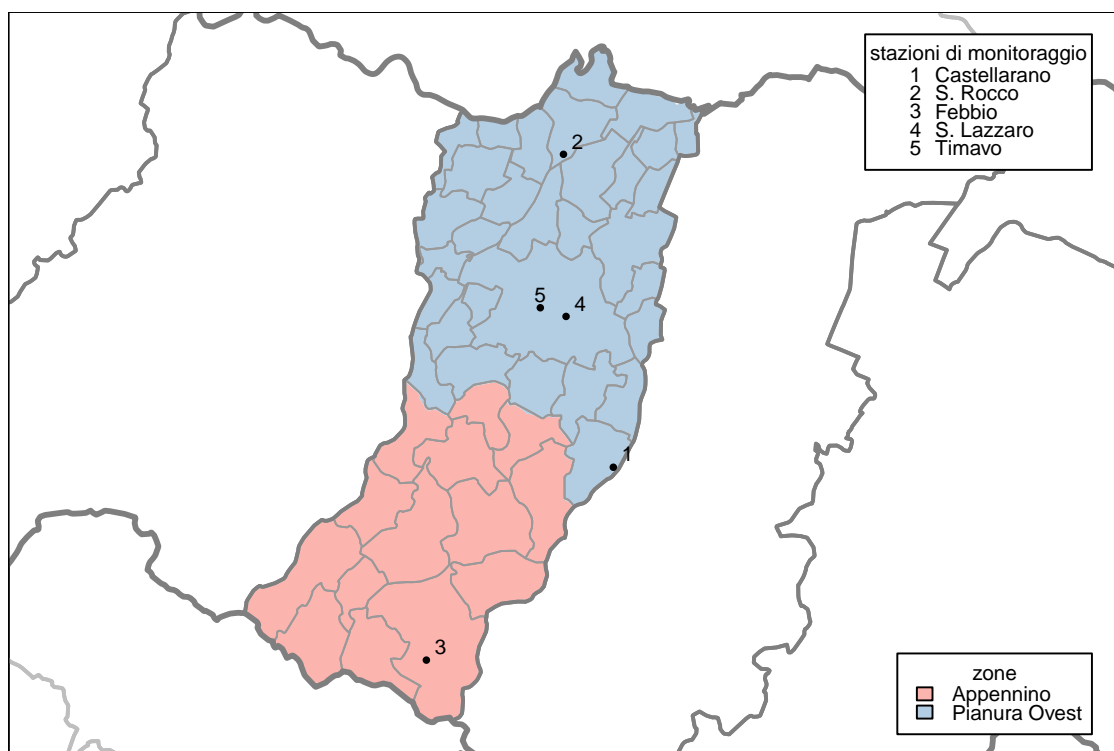 stazioni di monitoraggio
1 Castellarano
2 S. Rocco
3 Febbio
4 S. Lazzaro
5 Timavo
2
5
4
1
3
zone
Appennino
Pianura Ovest